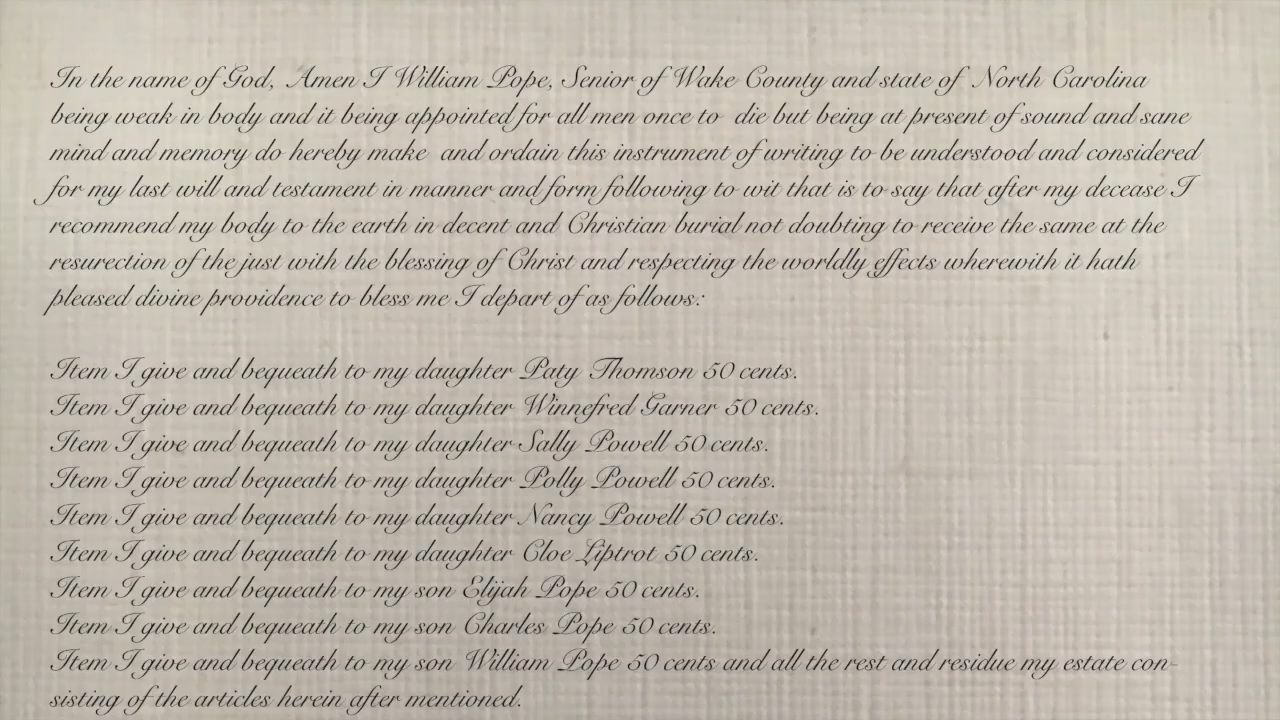 In the name of God, Amen I William Pope, Senior of Wake County and state of North Carolina
being weak in body and it being appointed for all men once to die but being at present of sound and sane
mind and memory do hereby make and ordain this instrument of writing to be understood and considered
for my last will and testament in manner and form following to wit that is to say that after my decease I
recommend my body to the earth in decent and Christian burial not doubting to receive the same at the
resurection of the just with the blessing of Christ and respecting the worldly effects wherewith it hath
pleased divine providence to bless me I depart of as follows:
Item I give and bequeath to my daughter Paty Thomson 50 cents.
Item I give and bequeath to my daughter Winnefred Garner 50 cents.
Item I give and bequeath to my daughter Sally Powell 50 cents.
Item I give and bequeath to my daughter Polly Powell 50 cents.
Item I give and bequeath to my daughter Nancy Powell 50 cents.
Item I give and bequeath to my daughter Cloe Liptrot 50 cents.
Item I give and bequeath to my son Elijah Pope 50 cents.
Item I give and bequeath to my son Charles Pope 50 cents.
Item I give and bequeath to my son William Pope 50 cents and all the rest and residue my estate con-
sisting of the articles herein after mentioned.